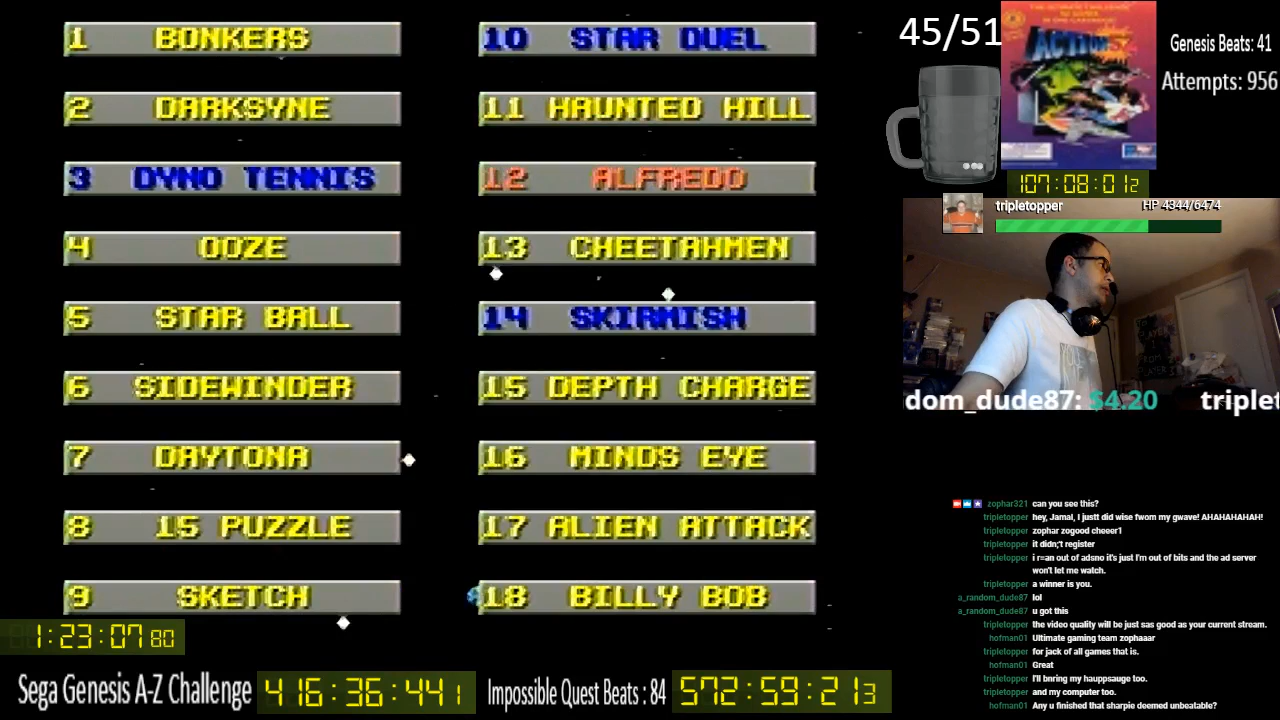 1 BONKERS
2 DARKSYNE
3 DYNO TENNIS
4 OOZE
5 STAR BALL
6 SIDEWINDER
7 DAYTONA
8 15 PUZZLE
9 SKETCH
10 STAR DUEL
11 HAUNTED HILL
12 ALFREDO
13 CHEETAHMEN
14 SKIRMISH
15 DEPTH CHARGE
16 MINDS EYE
17 ALIEN ATTACK
18 BILLY BOB
1:23:07 80
Sega Genesis A-Z Challenge 416:36:44 1
Impossible Quest Beats : 84 572:59:21 3
45/51
ACTION
Genesis Beats: 41
Attempts: 956
107:08:01 2
tripletopper HP 4344/6474
dom_dude87: $4.20 triplet
zophar321 can you see this?
tripletopper hey, Jamal, I justt did wise fwom my gwave! AHAHAHAHAH!
tripletopper zophar zogood cheeer1
tripletopper it didn;'t register
tripletopper i r=an out of adsno it's just I'm out of bits and the ad server
won't let me watch.
tripletopper a winner is you.
a_random_dude87 lol
a_random_dude87 u got this
tripletopper the video quality will be just sas good as your current stream.
hofman01 Ultimate gaming team zophaaar
tripletopper for jack of all games that is.
hofman01 Great
tripletopper I'll bnring my hauppsauge too.
tripletopper and my computer too.
hofman01 Any u finished that sharpie deemed unbeatable?